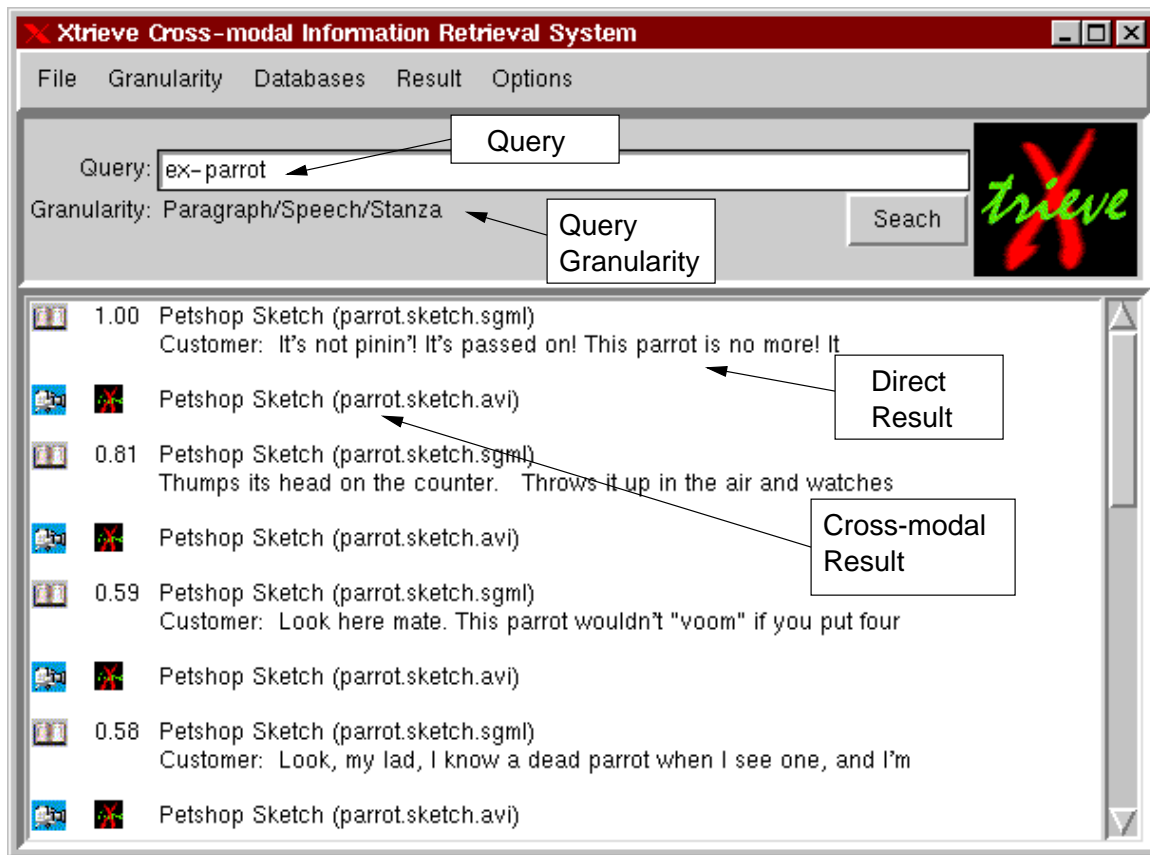 Xtrieve Cross-modal Information Retrieval System
File Granularity Databases Result Options
Query
Query: ex-parrot
Granularity: Paragraph/Speech/Stanza
Query
Granularity
Seach
Xtrieve
1.00 Petshop Sketch (parrot.sketch.sgml)
Customer: It's not pinin'! It's passed on! This parrot is no more! It
Direct
Result
Petshop Sketch (parrot.sketch.avi)
0.81 Petshop Sketch (parrot.sketch.sgml)
Thumps its head on the counter. Throws it up in the air and watches
Cross-modal
Result
Petshop Sketch (parrot.sketch.avi)
0.59 Petshop Sketch (parrot.sketch.sgml)
Customer: Look here mate. This parrot wouldn't "voom" if you put four
Petshop Sketch (parrot.sketch.avi)
0.58 Petshop Sketch (parrot.sketch.sgml)
Customer: Look, my lad, I know a dead parrot when I see one, and I'm
Petshop Sketch (parrot.sketch.avi)